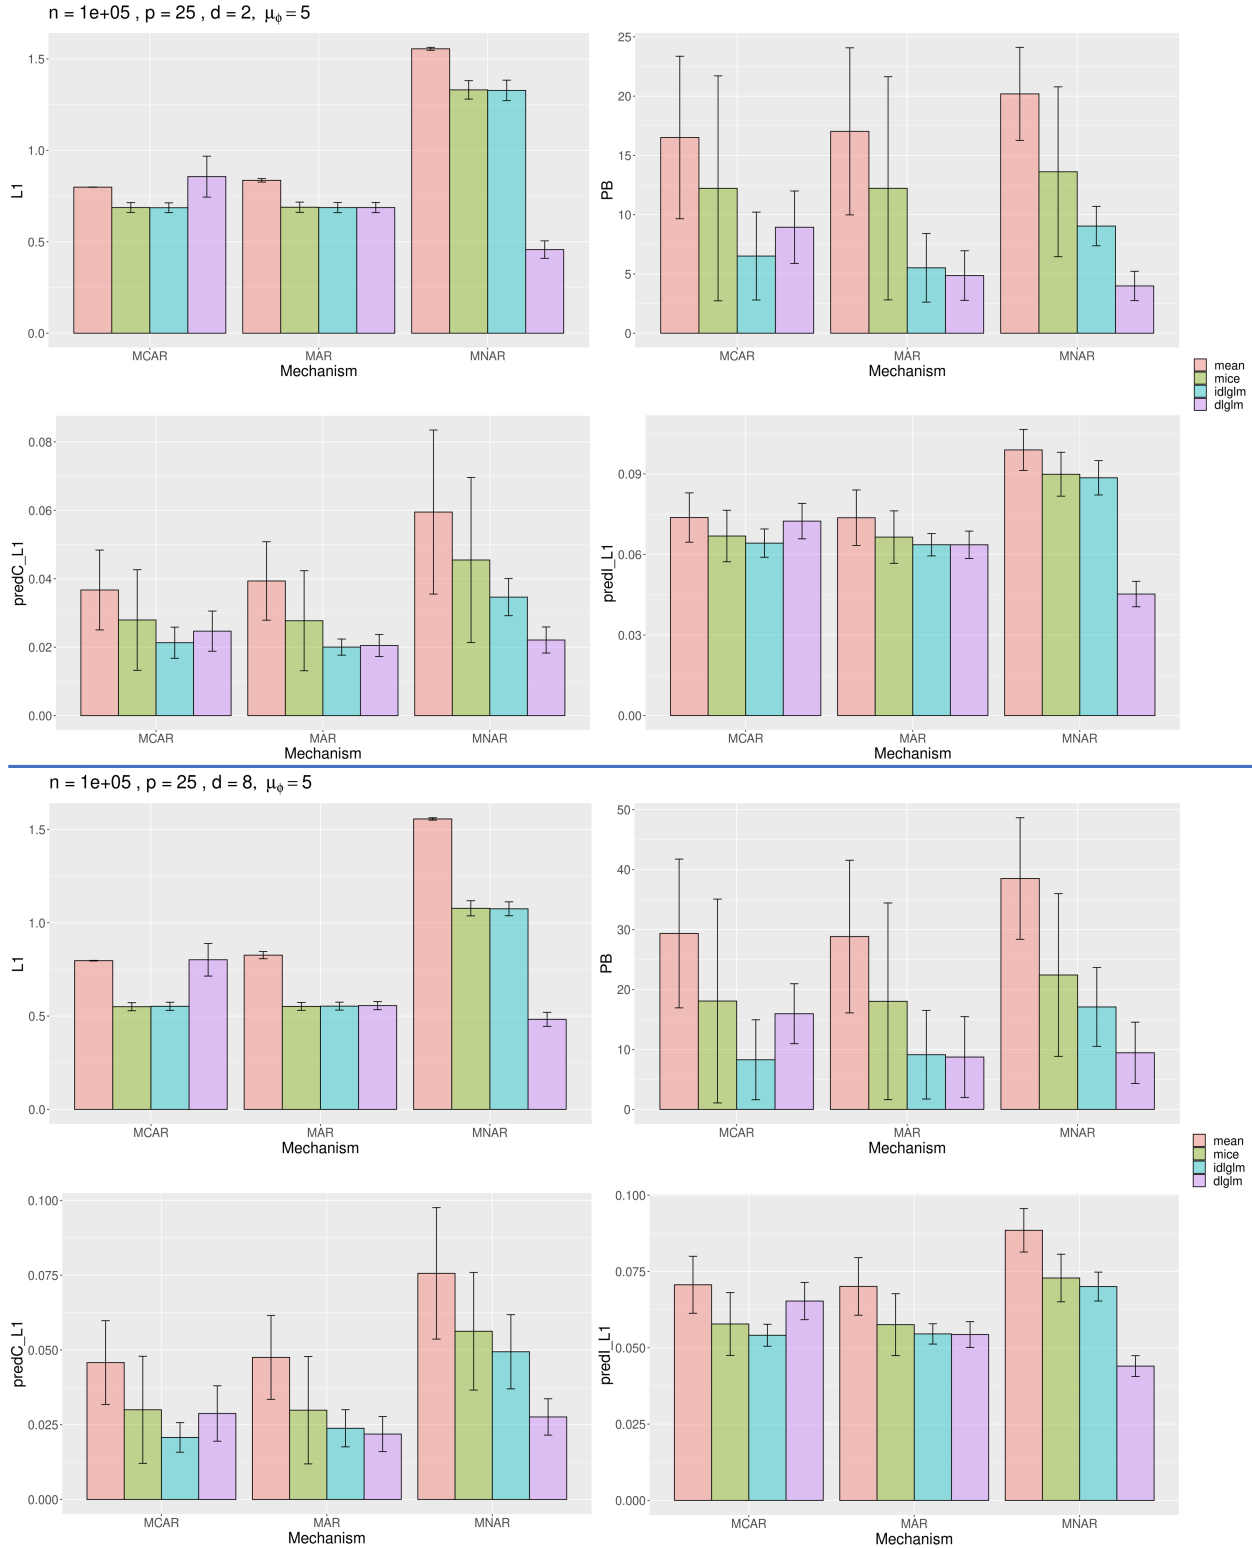 n = 1e+05 , p = 25 , d = 2, μϕ = 5
L1
1.5
1.0
0.5
0.0
MCAR
MAR
MNAR
Mechanism
PB
25
20
15
10
5
0
MCAR
MAR
MNAR
Mechanism
mean
mice
idlglm
dlglm
predC_L1
0.08
0.06
0.04
0.02
0.00
MCAR
MAR
MNAR
Mechanism
predI_L1
0.09
0.06
0.03
0.00
MCAR
MAR
MNAR
Mechanism
n = 1e+05 , p = 25 , d = 8, μϕ = 5
L1
1.5
1.0
0.5
0.0
MCAR
MAR
MNAR
Mechanism
PB
50
40
30
20
10
0
MCAR
MAR
MNAR
Mechanism
mean
mice
idlglm
dlglm
predC_L1
0.100
0.075
0.050
0.025
0.000
MCAR
MAR
MNAR
Mechanism
predI_L1
0.100
0.075
0.050
0.025
0.000
MCAR
MAR
MNAR
Mechanism